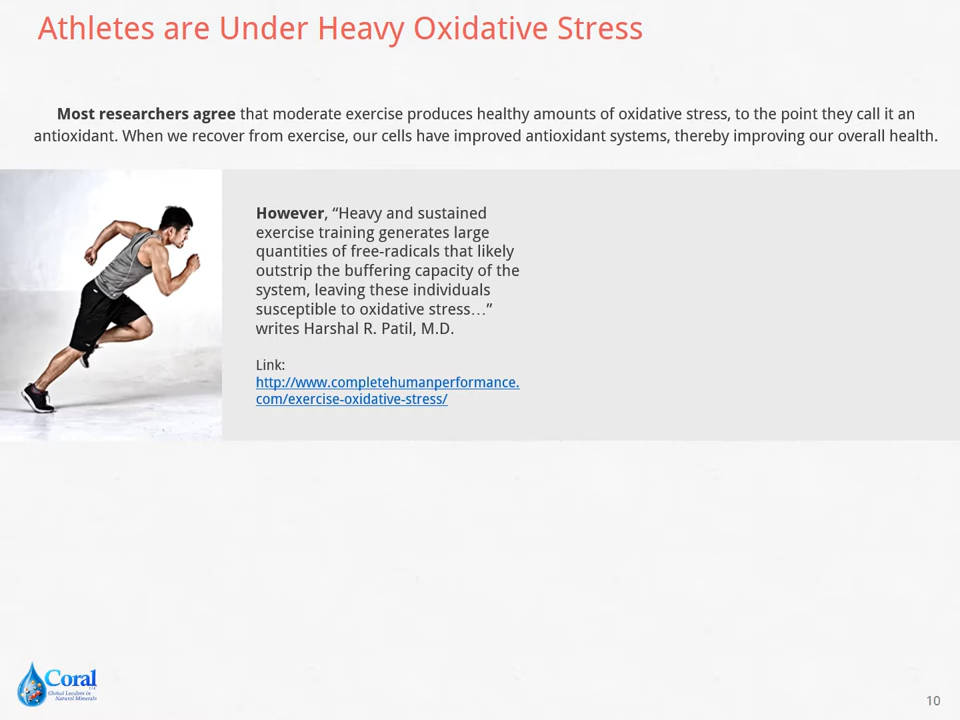 Athletes are Under Heavy Oxidative Stress
Most researchers agree that moderate exercise produces healthy amounts of oxidative stress, to the point they call it an
antioxidant. When we recover from exercise, our cells have improved antioxidant systems, thereby improving our overall health.
However, “Heavy and sustained
exercise training generates large
quantities of free-radicals that likely
outstrip the buffering capacity of the
system, leaving these individuals
susceptible to oxidative stress…”
writes Harshal R. Patil, M.D.
Link:
http://www.completehumanperformance.
com/exercise-oxidative-stress/
Coral
LLC
Global Leaders in
Natural Minerals
10